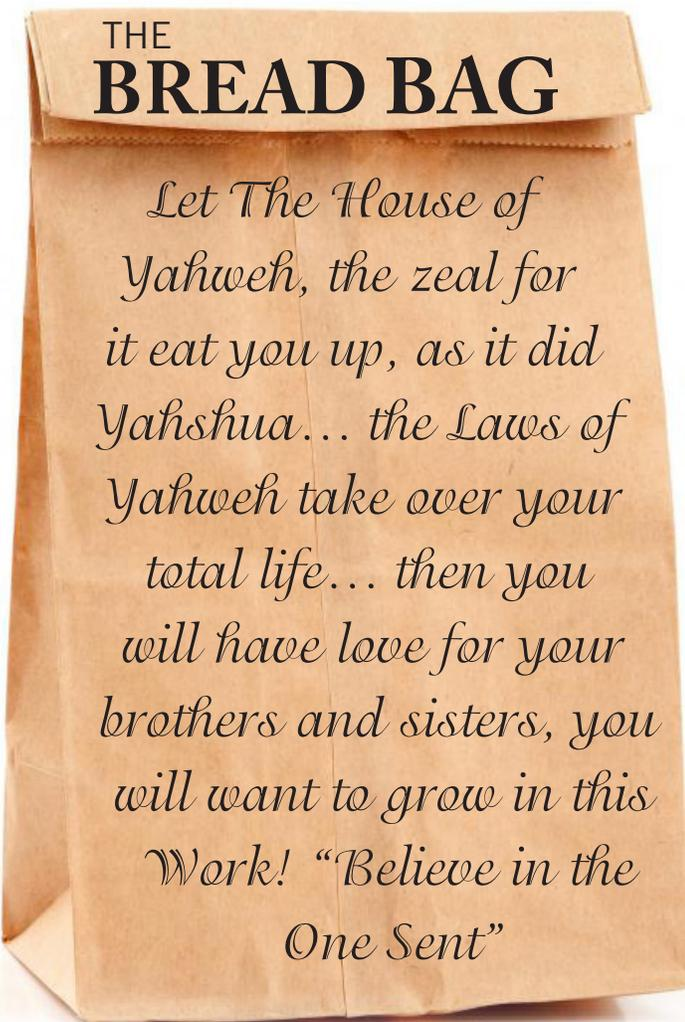 THE
BREAD BAG
Let The House of
Yahweh, the zeal for
it eat you up, as it did
Yahshua... the Laws of
Yahweh take over your
total life... then you
will have love for your
brothers and sisters, you
will want to grow in this
Work! “Believe in the
One Sent”